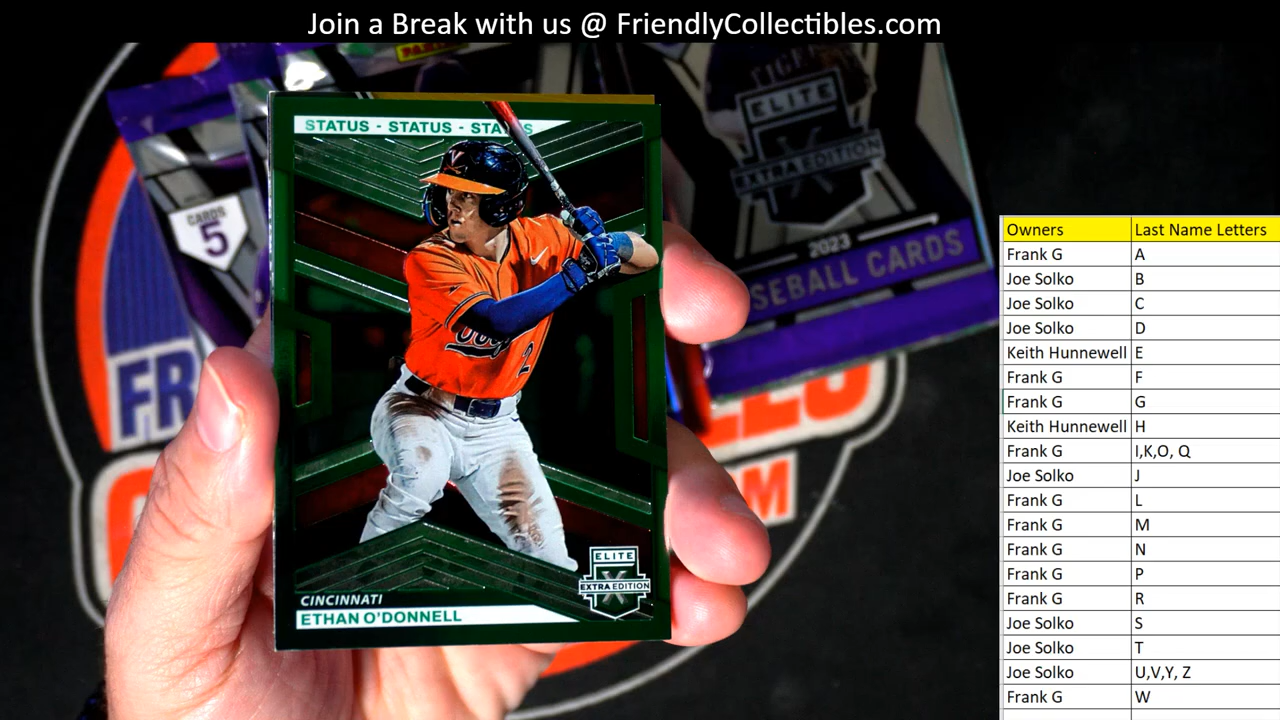 Join a Break with us @ FriendlyCollectibles.com
STATUS - STATUS - STATUS
CARDS
5
ELITE
X
EXTRA EDITION
2023
BASEBALL CARDS
2
ELITE
X
EXTRA EDITION
CINCINNATI
ETHAN O'DONNELL
FR
Owners Last Name Letters
Frank G A
Joe Solko B
Joe Solko C
Joe Solko D
Keith Hunnewell E
Frank G F
Frank G G
Keith Hunnewell H
Frank G I,K,O, Q
Joe Solko J
Frank G L
Frank G M
Frank G N
Frank G P
Frank G R
Joe Solko S
Joe Solko T
Joe Solko U,V,Y, Z
Frank G W